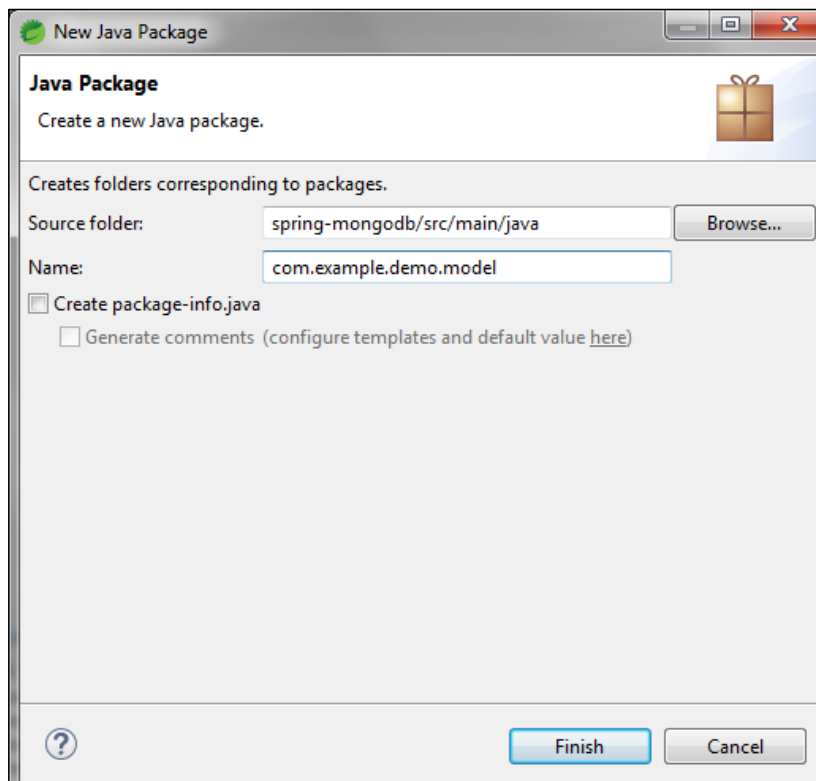 New Java Package
Java Package
Create a new Java package.
Creates folders corresponding to packages.
Source folder: spring-mongodb/src/main/java Browse...
Name: com.example.demo.model
Create package-info.java
Generate comments (configure templates and default value here)
? Finish Cancel